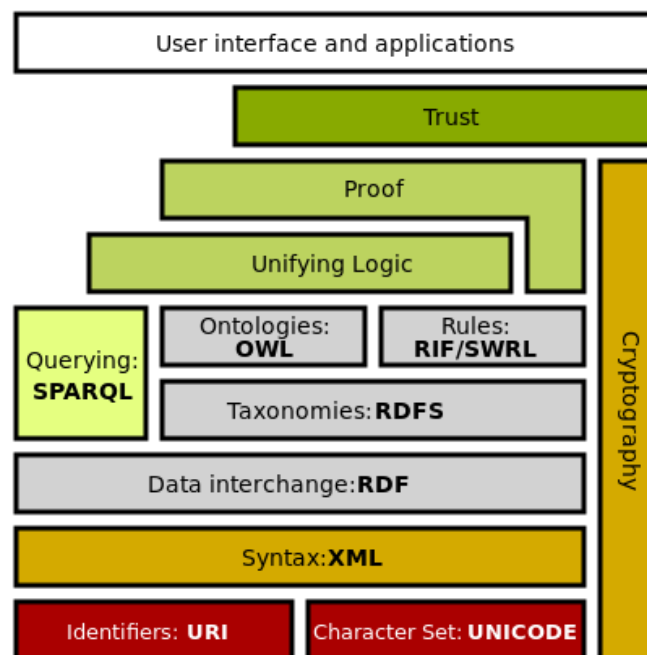 User interface and applications
Trust
Proof
Unifying Logic
Querying:
SPARQL
Ontologies:
OWL
Rules:
RIF/SWRL
Taxonomies:RDFS
Data interchange:RDF
Syntax:XML
Identifiers: URI
Character Set: UNICODE
Cryptography